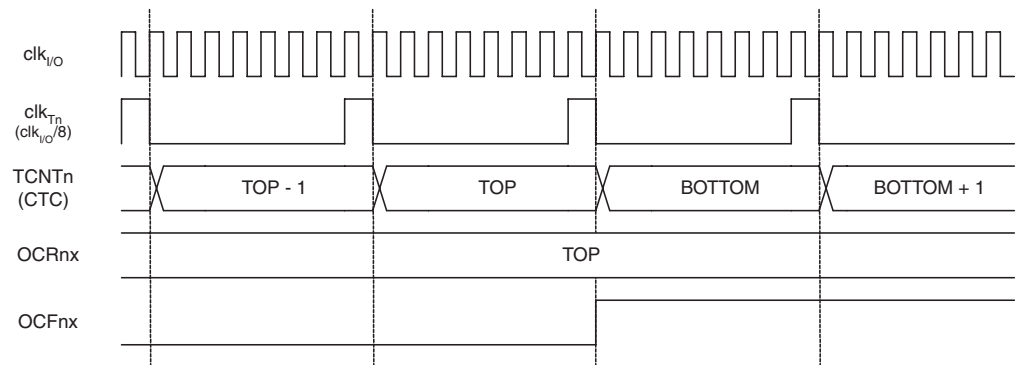 clkI/O
clkTn
(clkI/O/8)
TCNTn
(CTC)
TOP - 1
TOP
BOTTOM
BOTTOM + 1
OCRnx
TOP
OCFnx